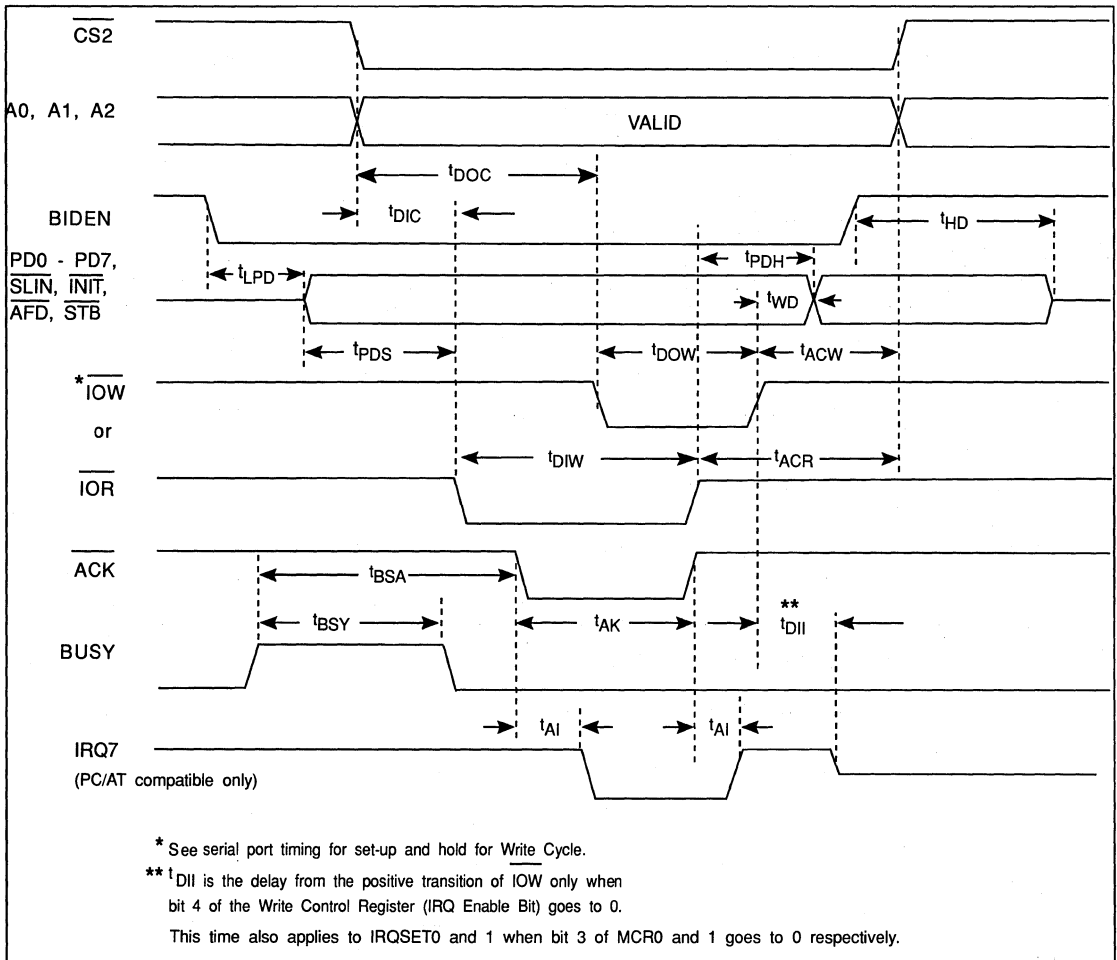 CS2
A0, A1, A2
VALID
tDOC
BIDEN
tDIC
tHD
PD0 - PD7,
SLIN, INIT,
AFD, STB
tLPD
tPDH
tWD
tPDS
tDOW
tACW
*IOW
or
tDIW
tACR
IOR
ACK
tBSA
tBSY
tAK
**
tDII
BUSY
tAI
tAI
IRQ7
(PC/AT compatible only)
* See serial port timing for set-up and hold for Write Cycle.
** tDII is the delay from the positive transition of IOW only when
bit 4 of the Write Control Register (IRQ Enable Bit) goes to 0.
This time also applies to IRQSET0 and 1 when bit 3 of MCR0 and 1 goes to 0 respectively.